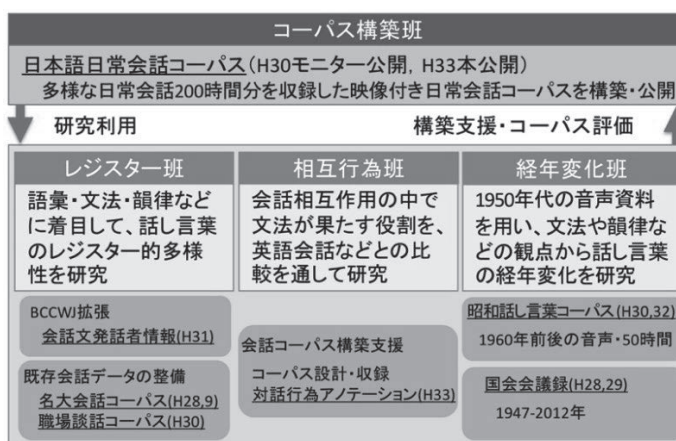 コーパス構築班
日本語日常会話コーパス(H30モニター公開, H33本公開)
多様な日常会話200時間分を収録した映像付き日常会話コーパスを構築・公開
研究利用
構築支援・コーパス評価
レジスター班
語彙・文法・韻律など
に着目して、話し言葉
のレジスター的多様
性を研究
BCCWJ拡張
会話文発話者情報(H31)
既存会話データの整備
名大会話コーパス(H28,9)
職場談話コーパス(H30)
相互行為班
会話相互作用の中で
文法が果たす役割を、
英語会話などとの比
較を通して研究
会話コーパス構築支援
コーパス設計・収録
対話行為アノテーション(H33)
経年変化班
1950年代の音声資料
を用い、文法や韻律な
どの観点から話し言葉
の経年変化を研究
昭和話し言葉コーパス(H30,32)
1960年前後の音声・50時間
国会会議録(H28,29)
1947-2012年